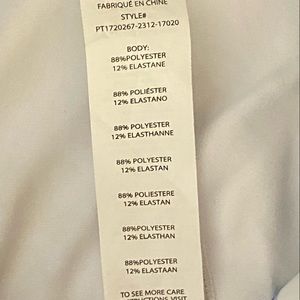 FABRIQUÉ EN CHINE
STYLE#
PT1720267-2312-17020
BODY:
88%POLYESTER
12% ELASTANE
88% POLIÉSTER
12% ELASTANO
88% POLYESTER
12% ELASTHANNE
88% POLYESTER
12% ELASTAN
88% POLIESTERE
12% ELASTAN
88%POLYESTER
12% ELASTHAN
88%POLYESTER
12% ELASTAAN
TO SEE MORE CARE
INSTRUCTIONS VISIT